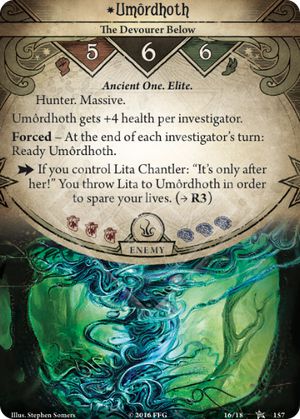 Umôrdhoth
The Devourer Below
5 6 6
Ancient One. Elite.
Hunter. Massive.
Umôrdhoth gets +4 health per investigator.
Forced – At the end of each investigator's turn:
Ready Umôrdhoth.
If you control Lita Chantler: “It's only after
her!” You throw Lita to Umôrdhoth in order
to spare your lives. (→ R3)
ENEMY
Illus. Stephen Somers
© 2016 FFG
16/18
157